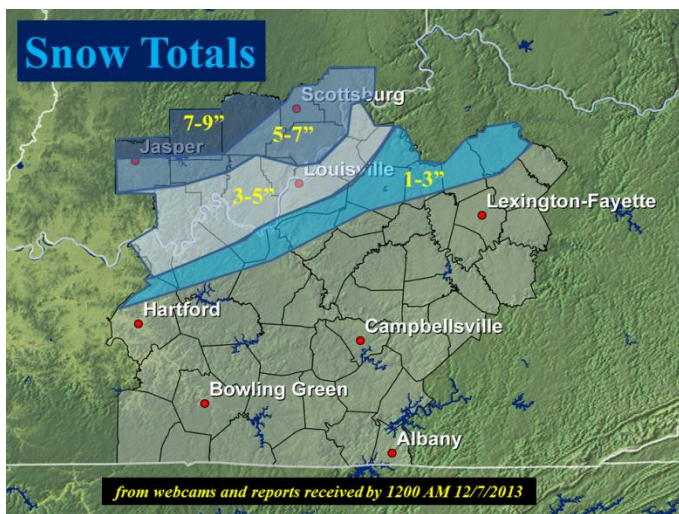 Snow Totals
Scottsburg
7-9”
5-7”
Jasper
Louisville
3-5”
1-3”
Lexington-Fayette
Hartford
Campbellsville
Bowling Green
Albany
from webcams and reports received by 1200 AM 12/7/2013